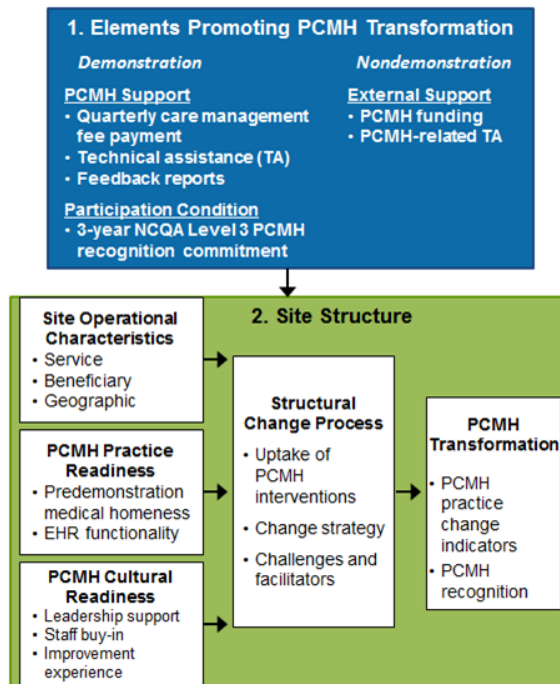 1. Elements Promoting PCMH Transformation
Demonstration
PCMH Support
• Quarterly care management
fee payment
• Technical assistance (TA)
• Feedback reports
Participation Condition
• 3-year NCQA Level 3 PCMH
recognition commitment
Nondemonstration
External Support
• PCMH funding
• PCMH-related TA
2. Site Structure
Site Operational
Characteristics
• Service
• Beneficiary
• Geographic
PCMH Practice
Readiness
• Predemonstration
medical homeness
• EHR functionality
PCMH Cultural
Readiness
• Leadership support
• Staff buy-in
• Improvement
experience
Structural
Change Process
• Uptake of
PCMH
interventions
• Change strategy
• Challenges and
facilitators
PCMH
Transformation
• PCMH
practice
change
indicators
• PCMH
recognition